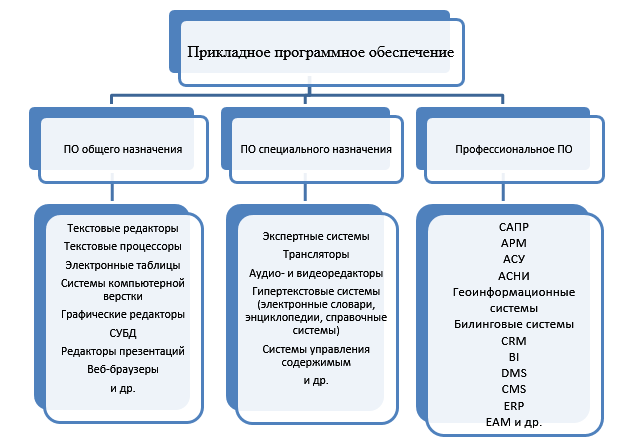 Прикладное программное обеспечение
ПО общего назначения
ПО специального назначения
Профессиональное ПО
Текстовые редакторы
Текстовые процессоры
Электронные таблицы
Системы компьютерной
верстки
Графические редакторы
СУБД
Редакторы презентаций
Веб-браузеры
и др.
Экспертные системы
Трансляторы
Аудио- и видеоредакторы
Гипертекстовые системы
(электронные словари,
энциклопедии, справочные
системы)
Системы управления
содержимым
и др.
САПР
АРМ
АСУ
АСНИ
Геоинформационные
системы
Билинговые системы
CRM
BI
DMS
CMS
ERP
EAM и др.